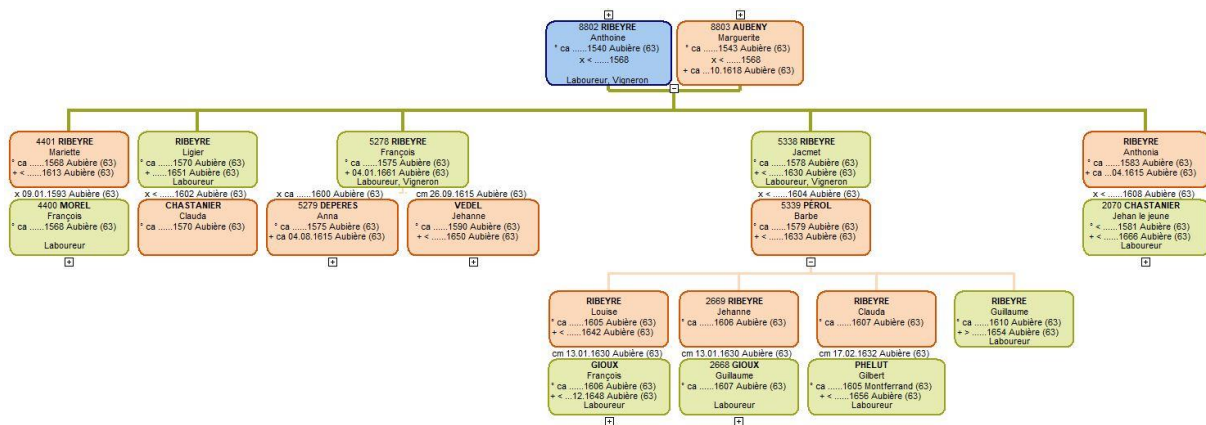 8802 RIBEYRE
Anthoine
° ca ......1540 Aubière (63)
x < ......1568
Laboureur, Vigneron
8803 AUBENY
Marguerite
° ca ......1543 Aubière (63)
x < ......1568
+ ca ...10.1618 Aubière (63)
4401 RIBEYRE
Mariette
° ca ......1568 Aubière (63)
+ < ......1613 Aubière (63)
x 09.01.1593 Aubière (63)
4400 MOREL
François
° ca ......1568 Aubière (63)
Laboureur
RIBEYRE
Ligier
° ca ......1570 Aubière (63)
+ ......1651 Aubière (63)
Laboureur
x < ......1602 Aubière (63)
CHASTANIER
Clauda
° ca ......1570 Aubière (63)
5278 RIBEYRE
François
° ca ......1575 Aubière (63)
+ 04.01.1661 Aubière (63)
Laboureur, Vigneron
x ca ......1600 Aubière (63)
cm 26.09.1615 Aubière (63)
5279 DEPERES
Anna
° ca ......1575 Aubière (63)
+ ca 04.08.1615 Aubière (63)
VEDEL
Jehanne
° ca ......1590 Aubière (63)
+ < ......1650 Aubière (63)
5338 RIBEYRE
Jacmet
° ca ......1578 Aubière (63)
+ < ......1630 Aubière (63)
Laboureur, Vigneron
x < ......1604 Aubière (63)
5339 PÉROL
Barbe
° ca ......1579 Aubière (63)
+ < ......1633 Aubière (63)
RIBEYRE
Anthonia
° ca ......1583 Aubière (63)
+ ca ...04.1615 Aubière (63)
x < ......1608 Aubière (63)
2070 CHASTANIER
Jehan le jeune
° < ......1581 Aubière (63)
+ < ......1666 Aubière (63)
Laboureur
RIBEYRE
Louise
° ca ......1605 Aubière (63)
+ < ......1642 Aubière (63)
cm 13.01.1630 Aubière (63)
GIOUX
François
° ca ......1606 Aubière (63)
+ < ...12.1648 Aubière (63)
Laboureur
2669 RIBEYRE
Jehanne
° ca ......1606 Aubière (63)
cm 13.01.1630 Aubière (63)
2668 GIOUX
Guillaume
° ca ......1607 Aubière (63)
Laboureur
RIBEYRE
Clauda
° ca ......1607 Aubière (63)
cm 17.02.1632 Aubière (63)
PHELUT
Gilbert
° ca ......1605 Montferrand (63)
+ < ......1656 Aubière (63)
Laboureur
RIBEYRE
Guillaume
° ca ......1610 Aubière (63)
+ > ......1654 Aubière (63)
Laboureur